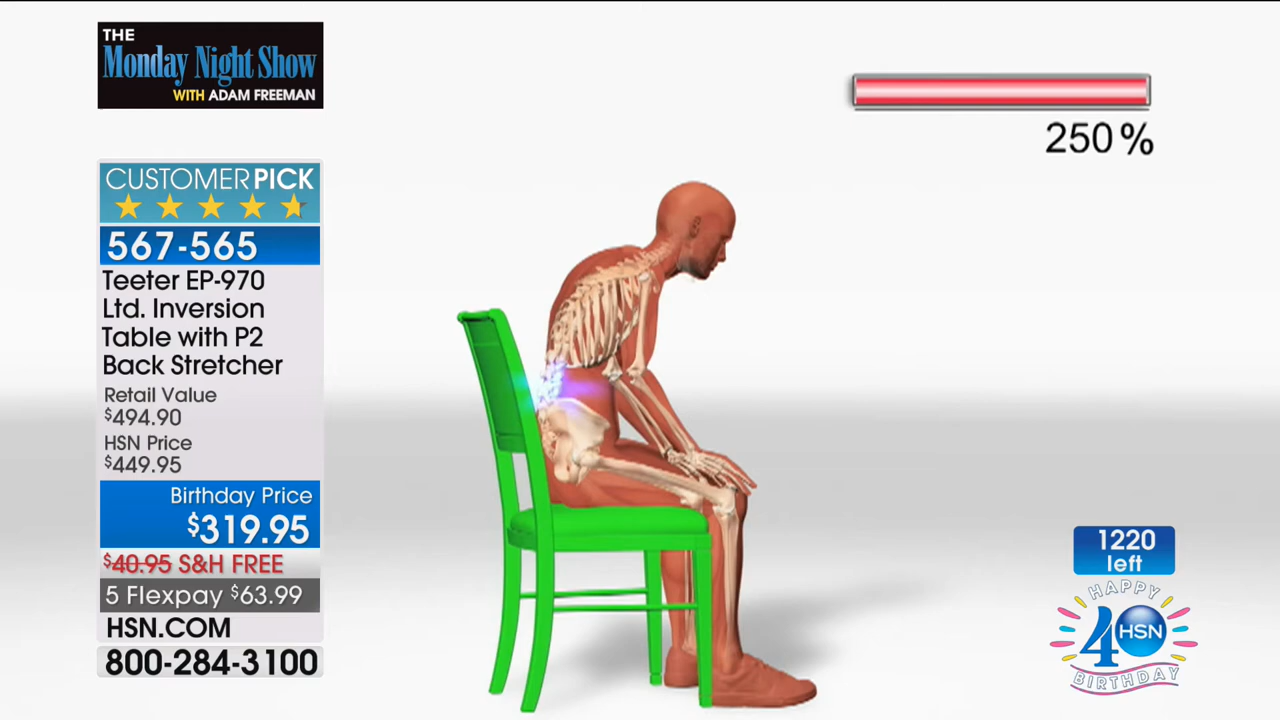 THE
Monday Night Show
WITH ADAM FREEMAN
250 %
CUSTOMERPICK
567-565
Teeter EP-970
Ltd. Inversion
Table with P2
Back Stretcher
Retail Value
$494.90
HSN Price
$449.95
Birthday Price
$319.95
$40.95 S&H FREE
5 Flexpay $63.99
HSN.COM
800-284-3100
1220
left
HAPPY
40 HSN
BIRTHDAY